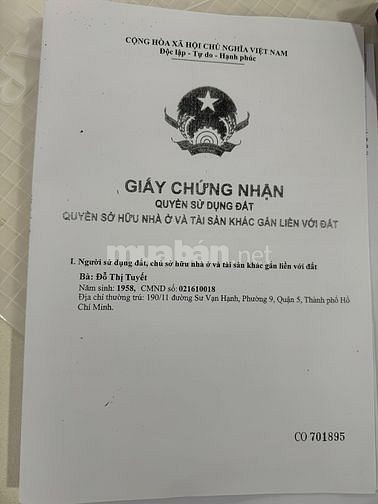 CỘNG HÒA XÃ HỘI CHỦ NGHĨA VIỆT NAM
Độc lập - Tự do - Hạnh phúc
GIẤY CHỨNG NHẬN
QUYỀN SỬ DỤNG ĐẤT
QUYỀN SỞ HỮU NHÀ Ở VÀ TÀI SẢN KHÁC GẮN LIỀN VỚI ĐẤT
muaban.net
I. Người sử dụng đất, chủ sở hữu nhà ở và tài sản khác gắn liền với đất
Bà: Đỗ Thị Tuyết
Năm sinh: 1958, CMND số: 021610018
Địa chỉ thường trú: 190/11 đường Sư Vạn Hạnh, Phường 9, Quận 5, Thành phố Hồ
Chí Minh.
CO 701895